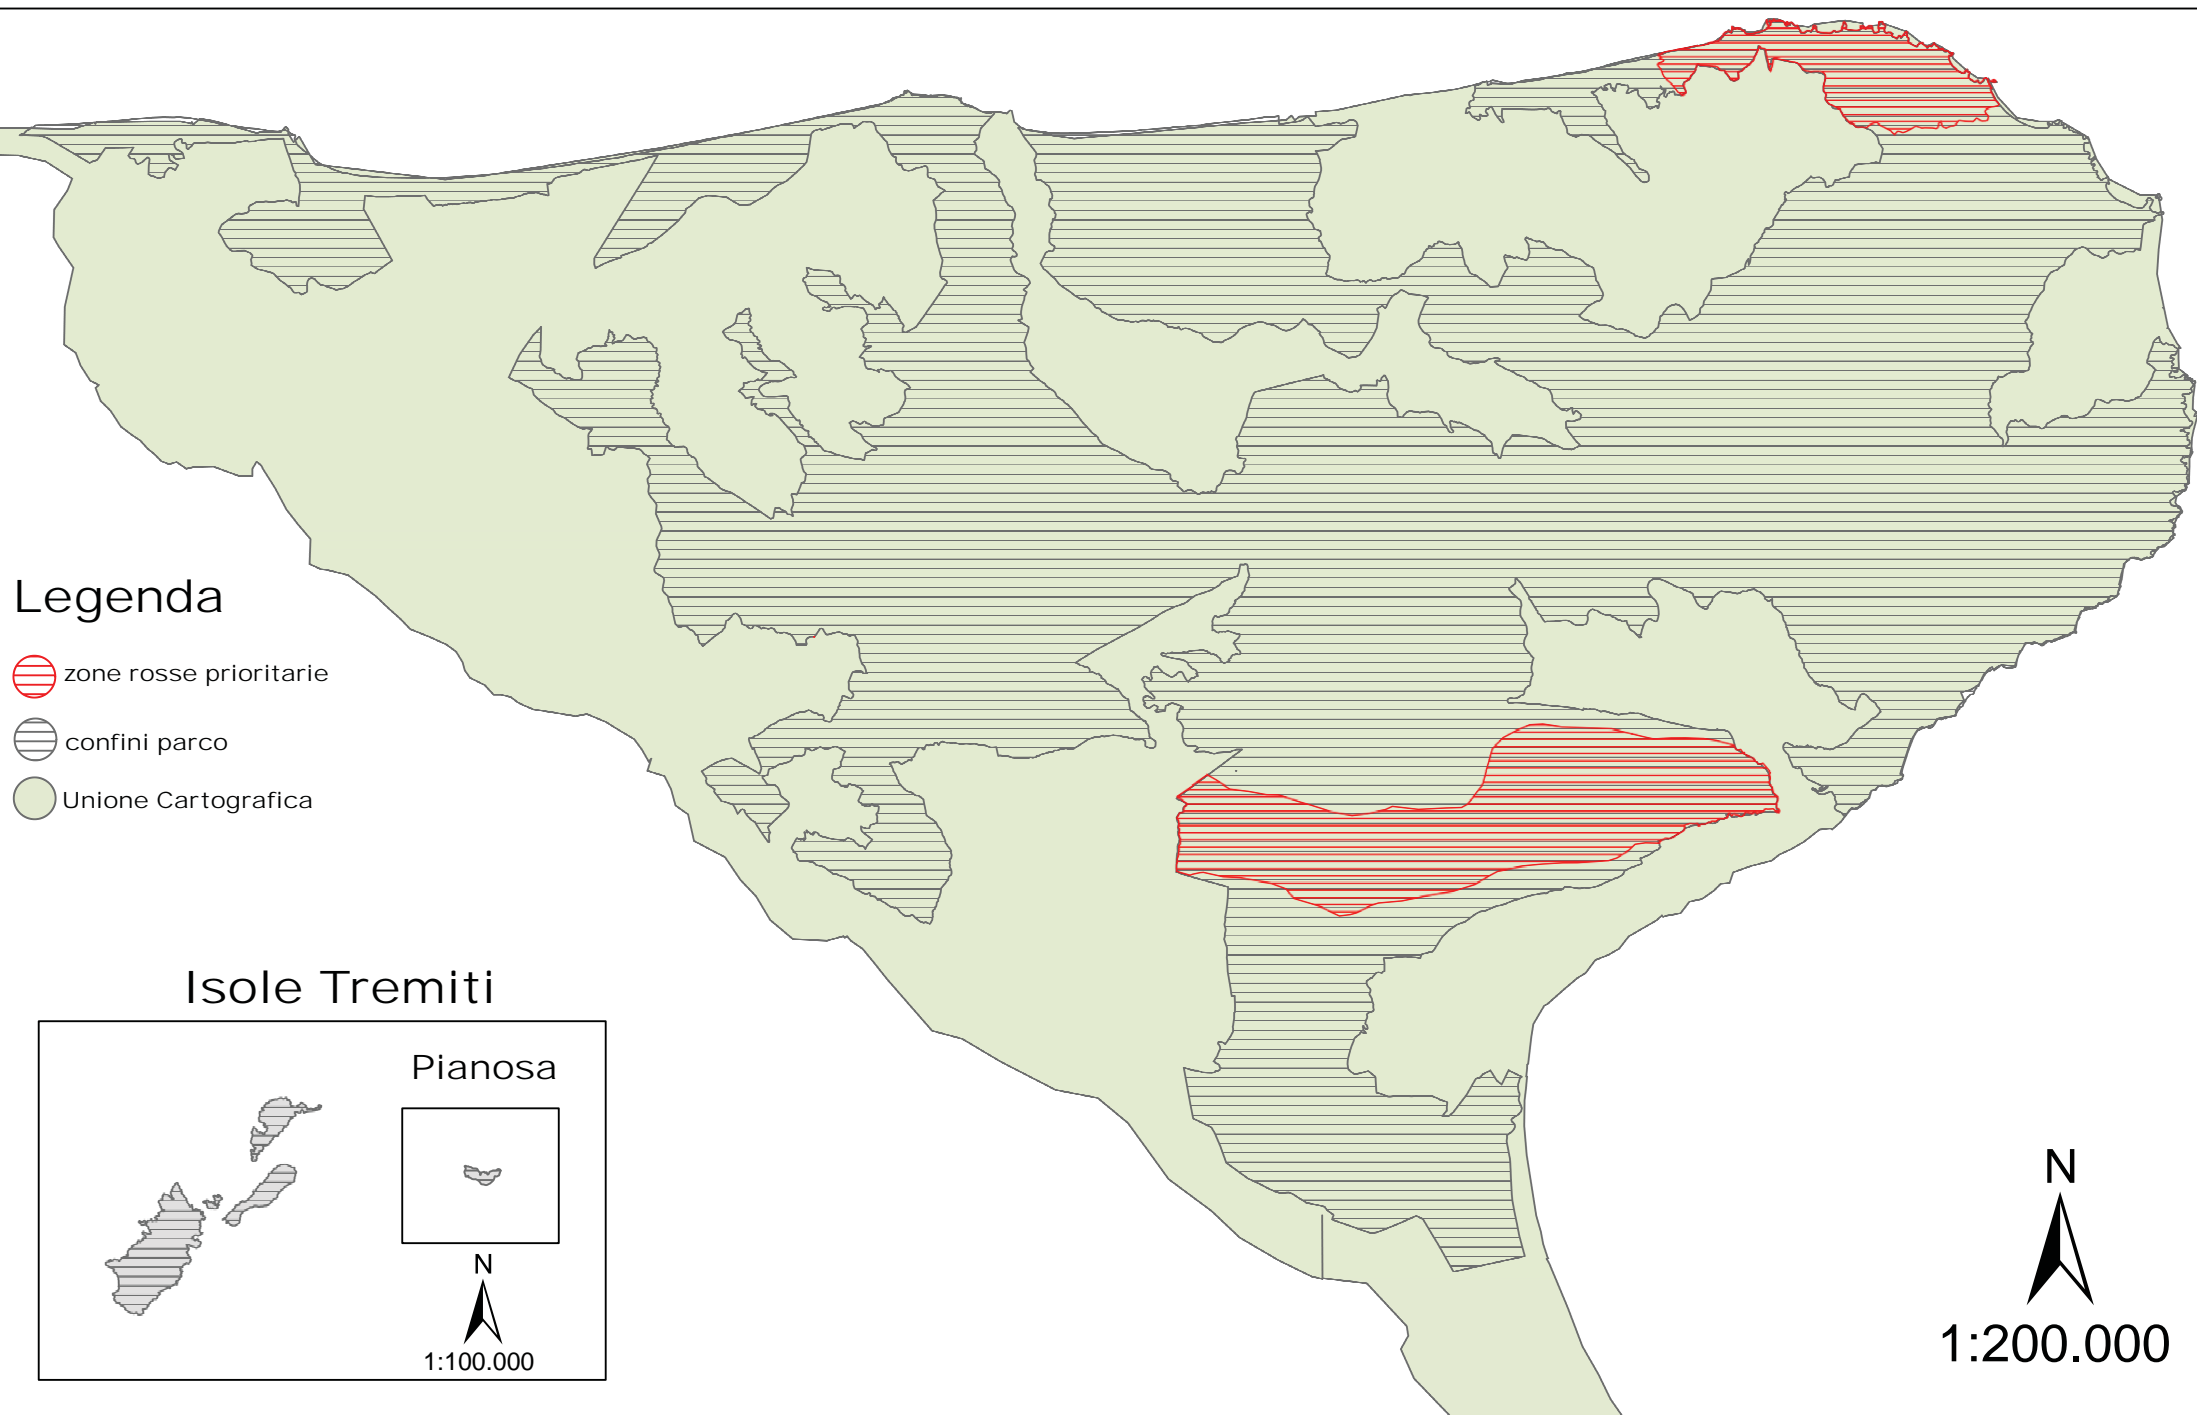 Legenda
zone rosse prioritarie
confini parco
Unione Cartografica
Isole Tremiti
Pianosa
N
1:100.000
N
1:200.000